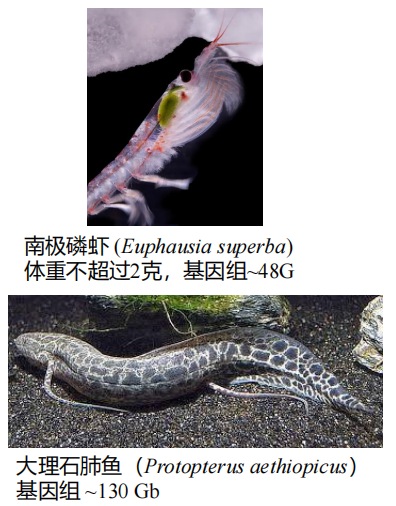 南极磷虾 (Euphausia superba)
体重不超过2克，基因组~48G
大理石肺鱼（Protopterus aethiopicus）
基因组 ~130 Gb